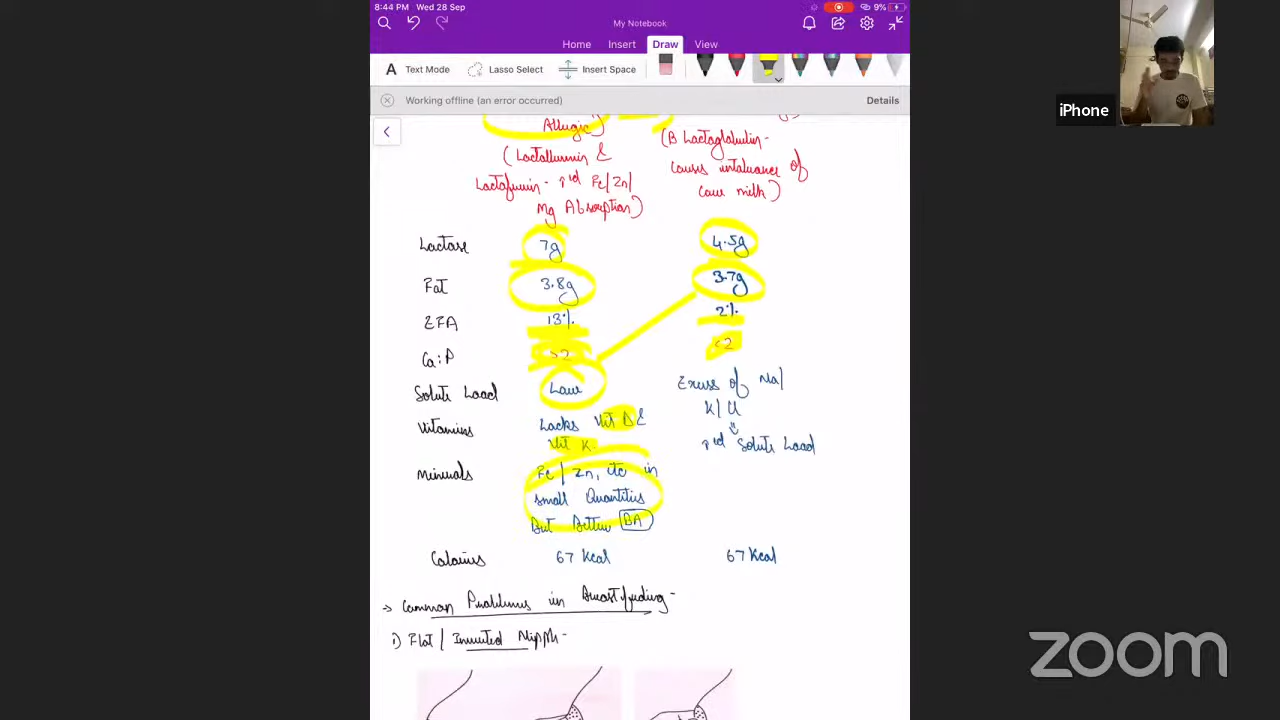 8:44 PM Wed 28 Sep
9%
My Notebook
Home Insert Draw View
Text Mode Lasso Select Insert Space
Working offline (an error occurred) Details
iPhone
Allergic)
(B Lactaglobulin-
causes intolerance of
cow milk)
(Lactalbumin &
Lactoferrin- ↑ed Fe/Zn/
Mg Absorption)
Lactose 7g 4.5g
Fat 3.8g 3.7g
EFA 13% 2%
Ca:P >2 <2
Solute Load Low Excess of Na/
K/Cl
⇓
↑ed Solute Load
Vitamins Lacks Vit D &
Vit K
Minerals Fe/Zn, etc in
small Quantities
But Better BA
Calories 67 Kcal 67 Kcal
→ Common Problems in Breastfeeding-
1) Flat / Inverted Nipple-
zoom